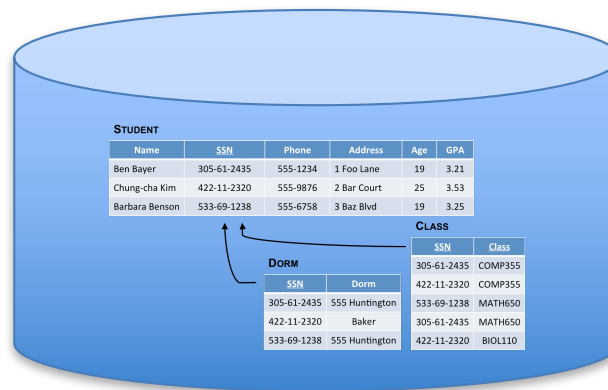 STUDENT
Name SSN Phone Address Age GPA
Ben Bayer 305-61-2435 555-1234 1 Foo Lane 19 3.21
Chung-cha Kim 422-11-2320 555-9876 2 Bar Court 25 3.53
Barbara Benson 533-69-1238 555-6758 3 Baz Blvd 19 3.25
CLASS
SSN Class
305-61-2435 COMP355
422-11-2320 COMP355
533-69-1238 MATH650
305-61-2435 MATH650
422-11-2320 BIOL110
DORM
SSN Dorm
305-61-2435 555 Huntington
422-11-2320 Baker
533-69-1238 555 Huntington